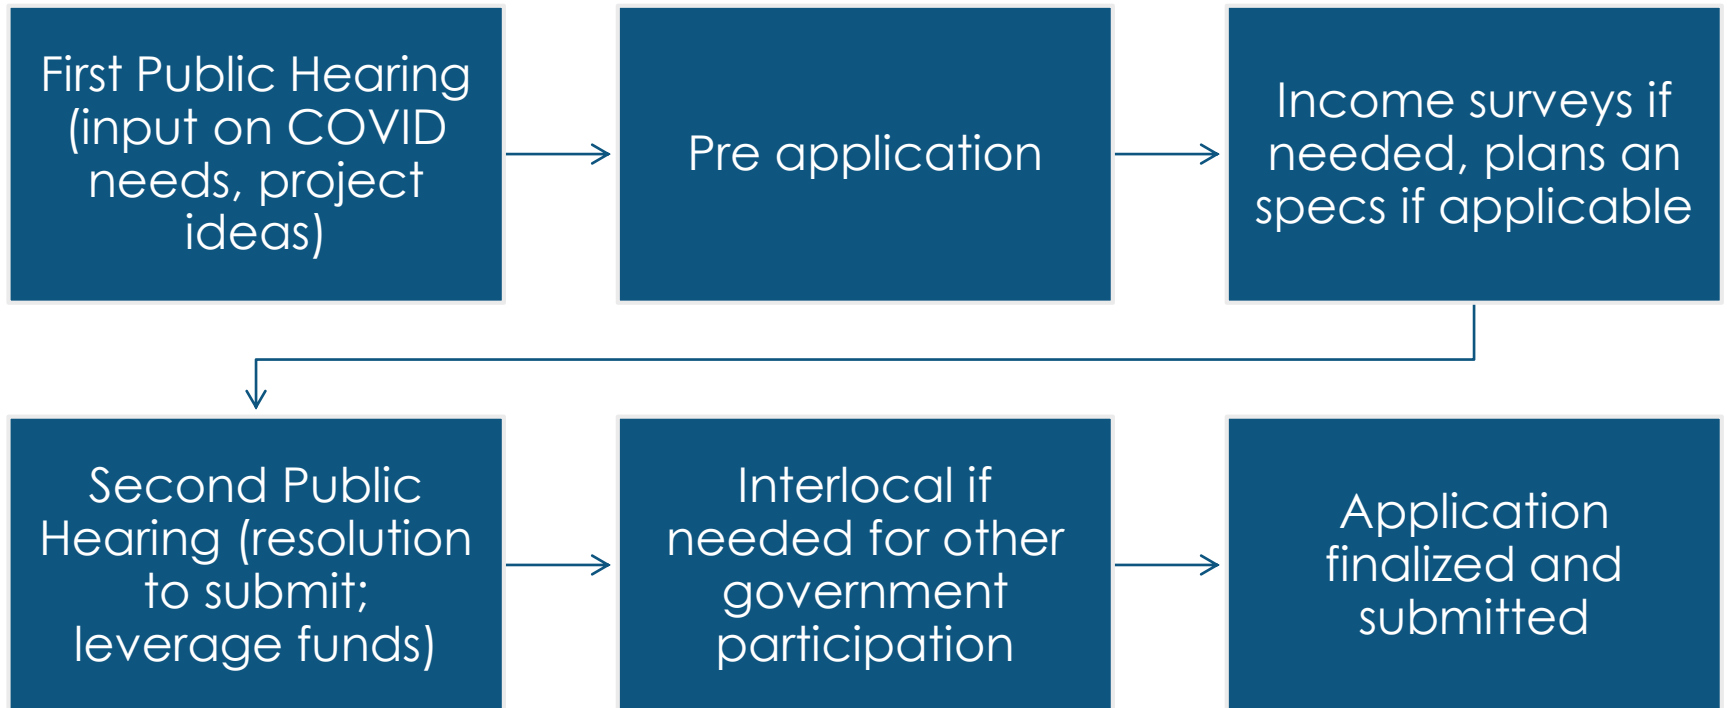 First Public Hearing
(input on COVID
needs, project
ideas)
Pre application
Income surveys if
needed, plans an
specs if applicable
Second Public
Hearing (resolution
to submit;
leverage funds)
Interlocal if
needed for other
government
participation
Application
finalized and
submitted